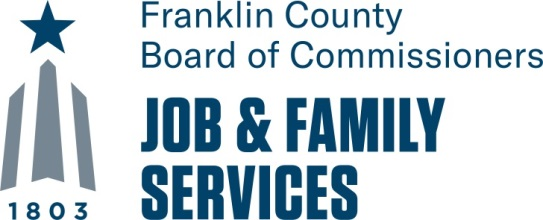 Franklin County
Board of Commissioners
JOB & FAMILY
SERVICES
1803